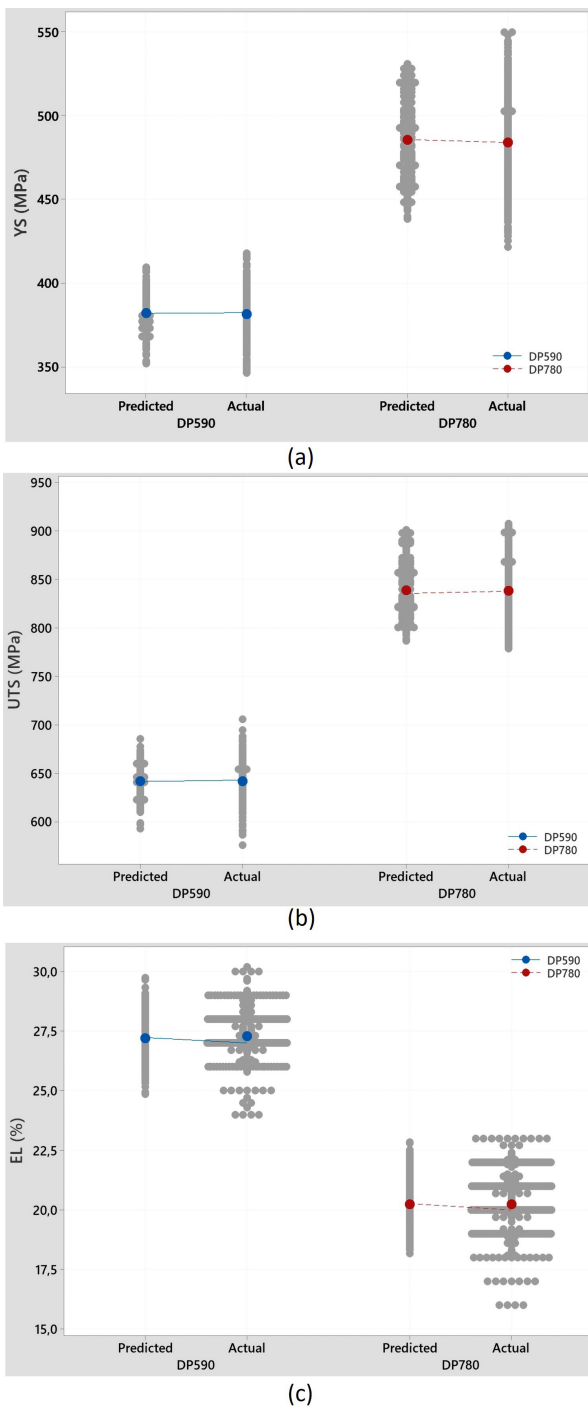 550
500
450
400
350
YS (MPa)
DP590
DP780
Predicted Actual Predicted Actual
DP590 DP780
(a)
950
900
850
800
750
700
650
600
UTS (MPa)
DP590
DP780
Predicted Actual Predicted Actual
DP590 DP780
(b)
30,0
27,5
25,0
22,5
20,0
17,5
15,0
EL (%)
DP590
DP780
Predicted Actual Predicted Actual
DP590 DP780
(c)